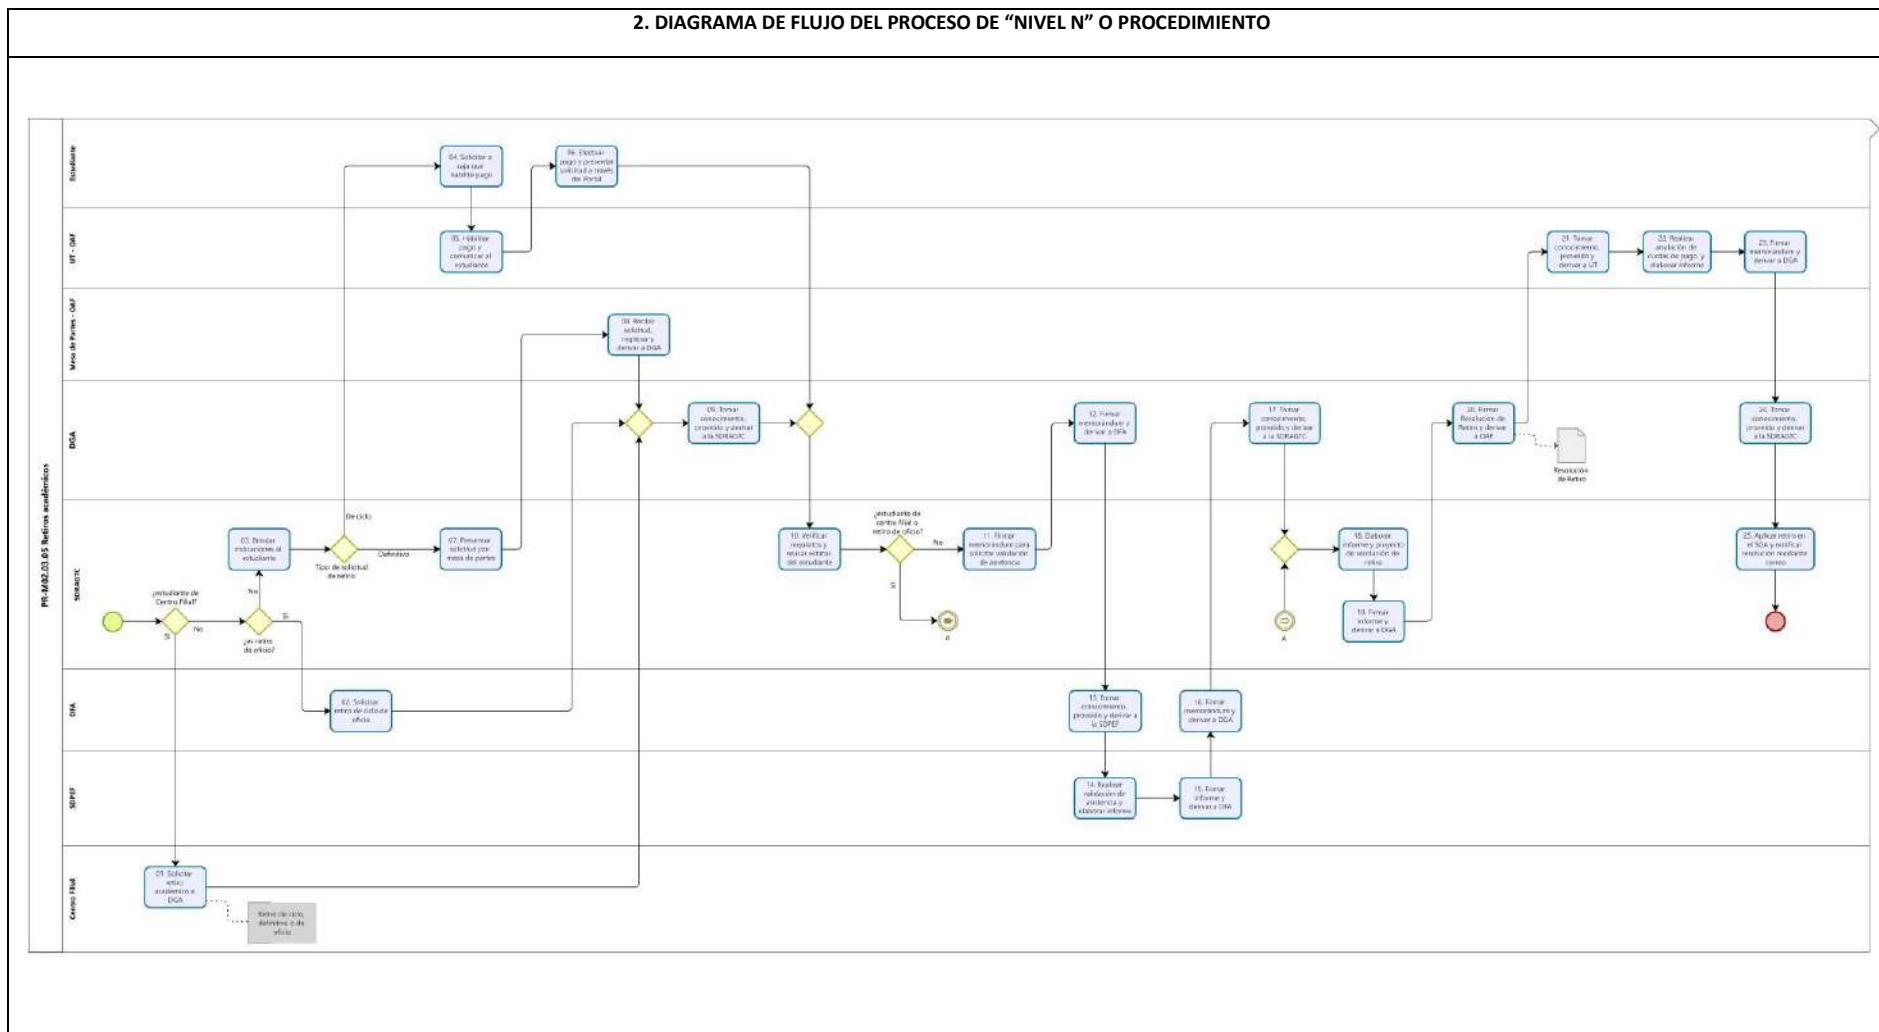 2. DIAGRAMA DE FLUJO DEL PROCESO DE “NIVEL N” O PROCEDIMIENTO
PR-M02.03.05 Retiros académicos
Estudiante
04. Solicitar a
caja que
habilite pago
06. Efectuar
pago y presentar
solicitud a través
del Portal
UT - OAF
05. Habilitar
pago y
comunicar al
estudiante
21. Tomar
conocimiento,
proveído y
derivar a UT
22. Realizar
anulación de
cuotas de pago, y
elaborar informe
23. Firmar
memorándum y
derivar a DGA
Mesa de Partes - OAF
08. Recibir
solicitud,
registrar y
derivar a DGA
DGA
09. Tomar
conocimiento,
proveído y derivar
a la SDRAGTC
12. Firmar
memorándum y
derivar a DFA
17. Tomar
conocimiento,
proveído y derivar
a la SDRAGTC
20. Firmar
Resolución de
Retiro y derivar
a OAF
Resolución
de Retiro
24. Tomar
conocimiento,
proveído y derivar
a la SDRAGTC
SDRAGTC
¿estudiante de
Centro Filial?
Si
No
¿es retiro
de oficio?
No
Si
03. Brindar
indicaciones al
estudiante
Tipo de solicitud
de retiro
De ciclo
Definitivo
07. Presentar
solicitud por
mesa de partes
10. Verificar
requisitos y
revisar estatus
del estudiante
¿estudiante de
centro filial o
retiro de oficio?
No
Si
11. Firmar
memorándum para
solicitar validación
de asistencia
A
18. Elaborar
informe y proyecto
de resolución de
retiro
19. Firmar
informe y
derivar a DGA
25. Aplicar retiro en
el SGA y notificar
resolución mediante
correo
DFA
02. Solicitar
retiro de ciclo de
oficio
13. Tomar
conocimiento,
proveído y derivar a
la SDPEF
16. Firmar
memorándum y
derivar a DGA
SDPEF
14. Realizar
validación de
asistencia y
elaborar informe
15. Firmar
informe y
derivar a DFA
Centro Filial
01. Solicitar
retiro
académico a
DGA
Retiro de ciclo,
definitivo o de
oficio